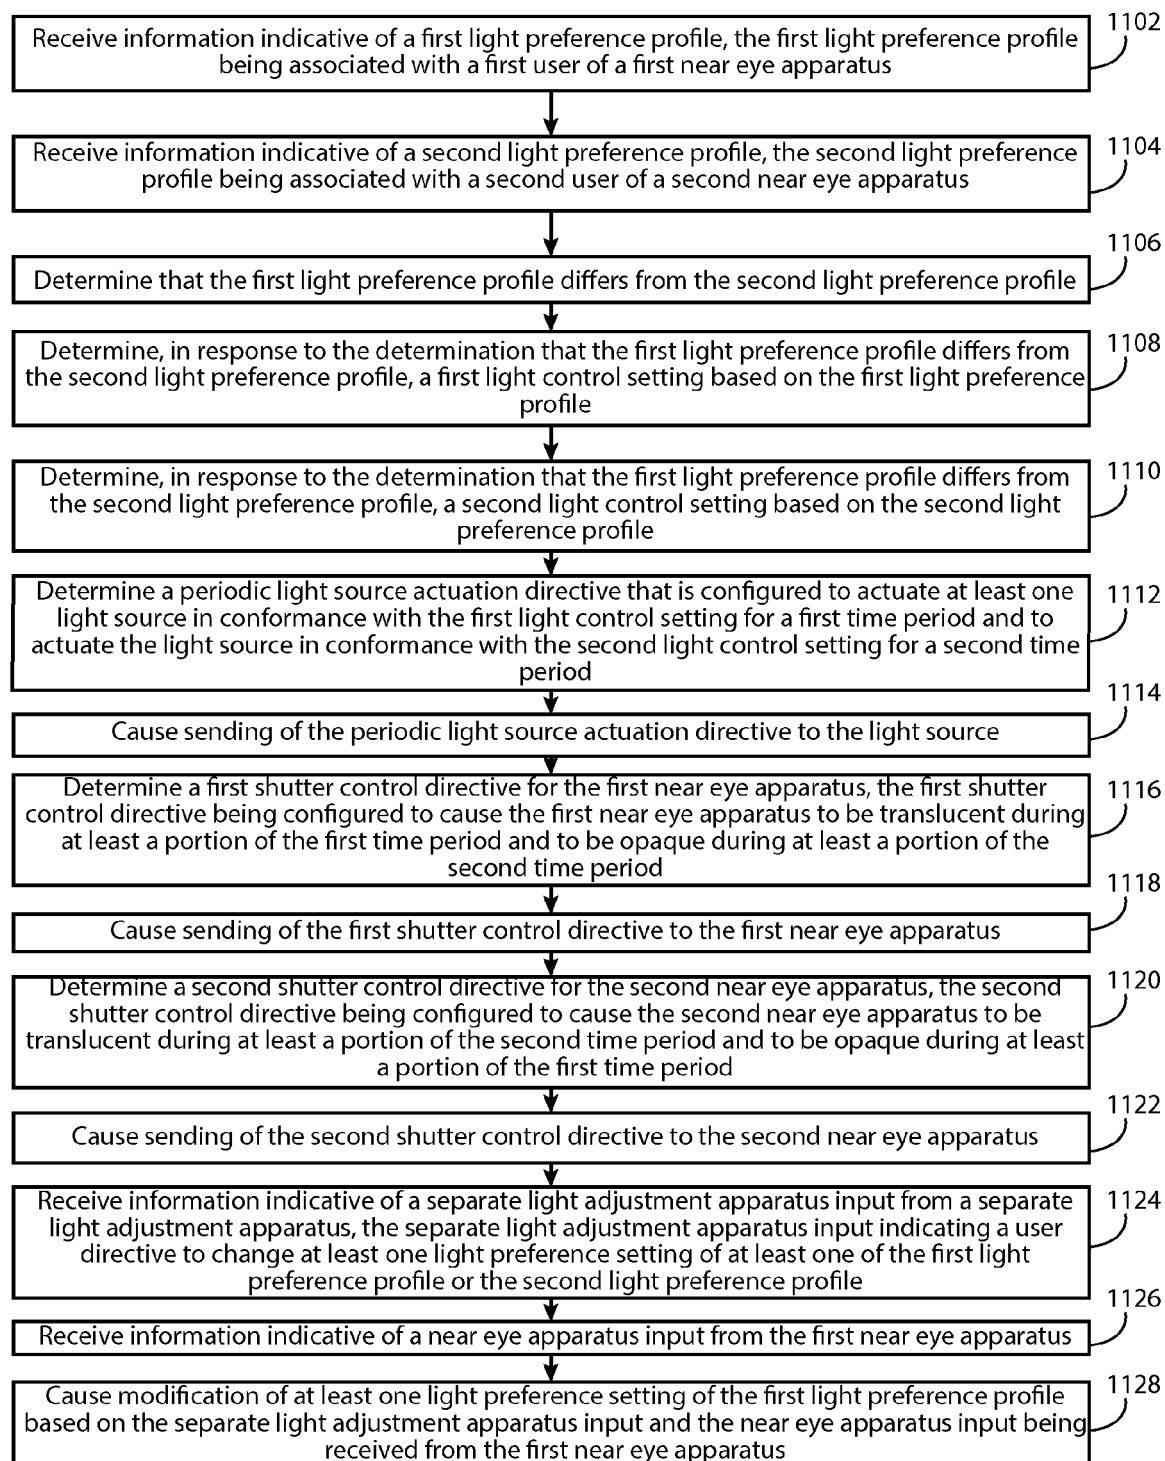 Receive information indicative of a first light preference profile, the first light preference profile
being associated with a first user of a first near eye apparatus
1102
Receive information indicative of a second light preference profile, the second light preference
profile being associated with a second user of a second near eye apparatus
1104
Determine that the first light preference profile differs from the second light preference profile
1106
Determine, in response to the determination that the first light preference profile differs from
the second light preference profile, a first light control setting based on the first light preference
profile
1108
Determine, in response to the determination that the first light preference profile differs from
the second light preference profile, a second light control setting based on the second light
preference profile
1110
Determine a periodic light source actuation directive that is configured to actuate at least one
light source in conformance with the first light control setting for a first time period and to
actuate the light source in conformance with the second light control setting for a second time
period
1112
Cause sending of the periodic light source actuation directive to the light source
1114
Determine a first shutter control directive for the first near eye apparatus, the first shutter
control directive being configured to cause the first near eye apparatus to be translucent during
at least a portion of the first time period and to be opaque during at least a portion of the
second time period
1116
Cause sending of the first shutter control directive to the first near eye apparatus
1118
Determine a second shutter control directive for the second near eye apparatus, the second
shutter control directive being configured to cause the second near eye apparatus to be
translucent during at least a portion of the second time period and to be opaque during at least
a portion of the first time period
1120
Cause sending of the second shutter control directive to the second near eye apparatus
1122
Receive information indicative of a separate light adjustment apparatus input from a separate
light adjustment apparatus, the separate light adjustment apparatus input indicating a user
directive to change at least one light preference setting of at least one of the first light
preference profile or the second light preference profile
1124
Receive information indicative of a near eye apparatus input from the first near eye apparatus
1126
Cause modification of at least one light preference setting of the first light preference profile
based on the separate light adjustment apparatus input and the near eye apparatus input being
received from the first near eye apparatus
1128